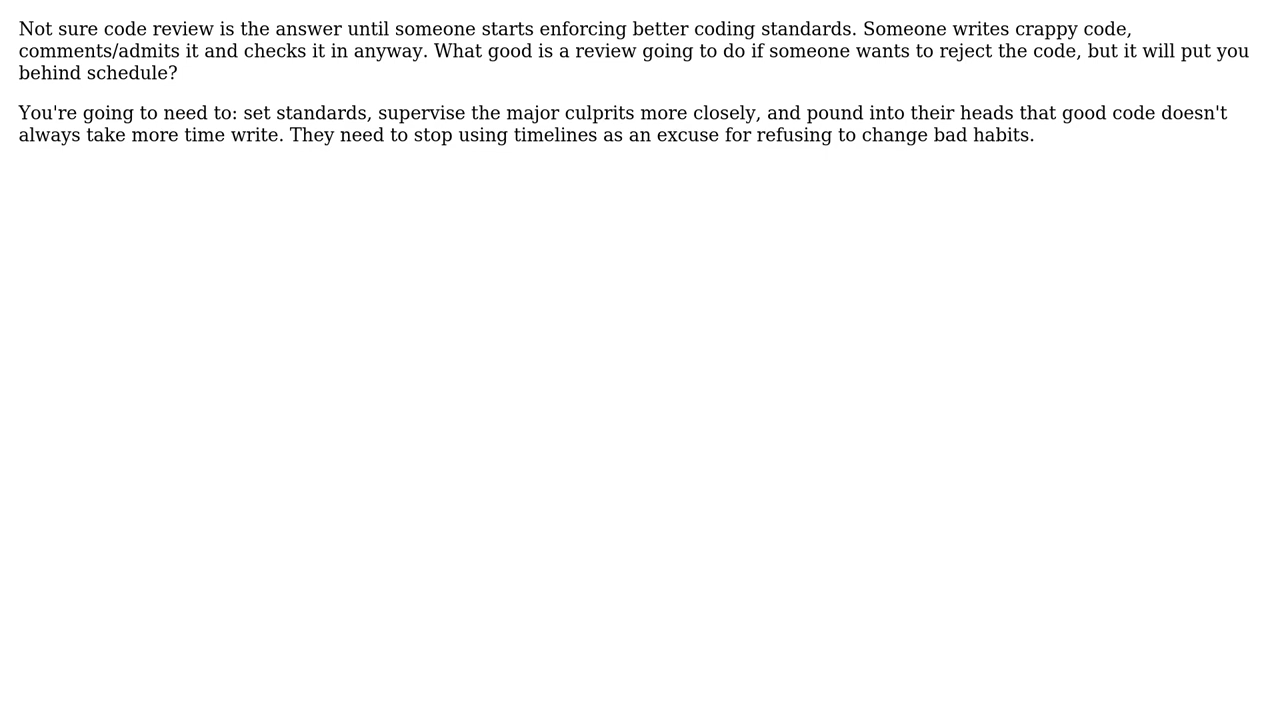 Not sure code review is the answer until someone starts enforcing better coding standards. Someone writes crappy code,
comments/admits it and checks it in anyway. What good is a review going to do if someone wants to reject the code, but it will put you
behind schedule?
You're going to need to: set standards, supervise the major culprits more closely, and pound into their heads that good code doesn't
always take more time write. They need to stop using timelines as an excuse for refusing to change bad habits.